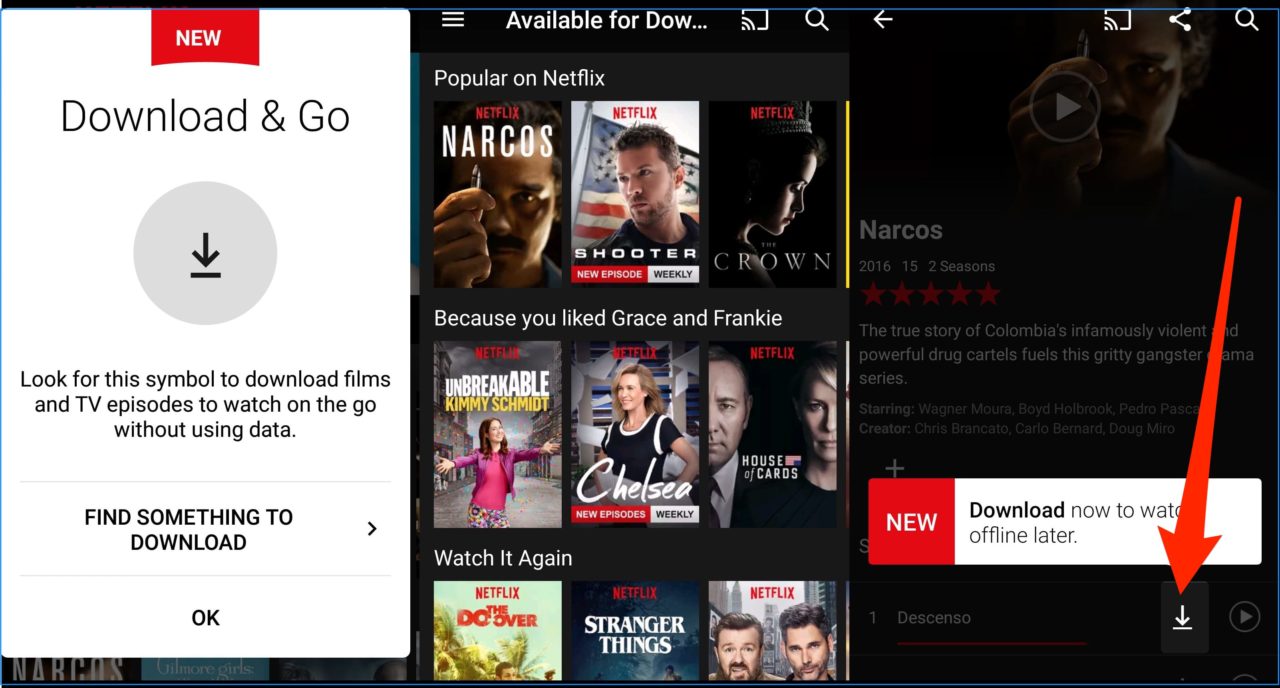 NEW
Download & Go
Look for this symbol to download films
and TV episodes to watch on the go
without using data.
FIND SOMETHING TO
DOWNLOAD
OK
NARCOS
Gilmore girls:
Available for Dow...
Popular on Netflix
NETFLIX
NARCOS
NETFLIX
SHOOTER
NEW EPISODE WEEKLY
NETFLIX
THE
CROWN
Because you liked Grace and Frankie
NETFLIX
UNBREAKABLE
KIMMY SCHMIDT
NETFLIX
Chelsea
NEW EPISODES WEEKLY
NETFLIX
HOUSE
of CARDS
Watch It Again
NETFLIX
THE
DO-OVER
NETFLIX
STRANGER
THINGS
NETFLIX
Narcos
2016 15 2 Seasons
The true story of Colombia's infamously violent and
powerful drug cartels fuels this gritty gangster drama
series.
Starring: Wagner Moura, Boyd Holbrook, Pedro Pasca
Creator: Chris Brancato, Carlo Bernard, Doug Miro
NEW
Download now to watc
offline later.
S
1 Descenso